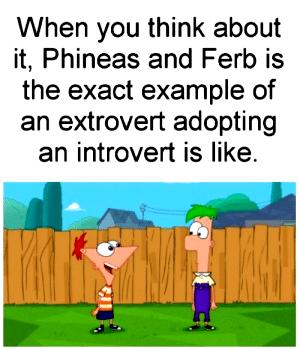 When you think about
it, Phineas and Ferb is
the exact example of
an extrovert adopting
an introvert is like.